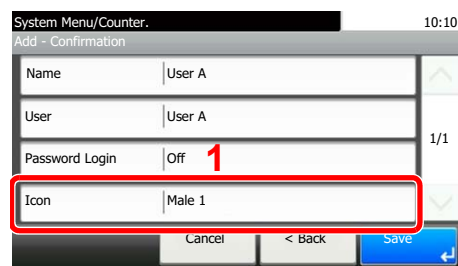 System Menu/Counter. 10:10
Add - Confirmation
Name User A
User User A
1/1
Password Login Off 1
Icon Male 1
Cancel < Back Save